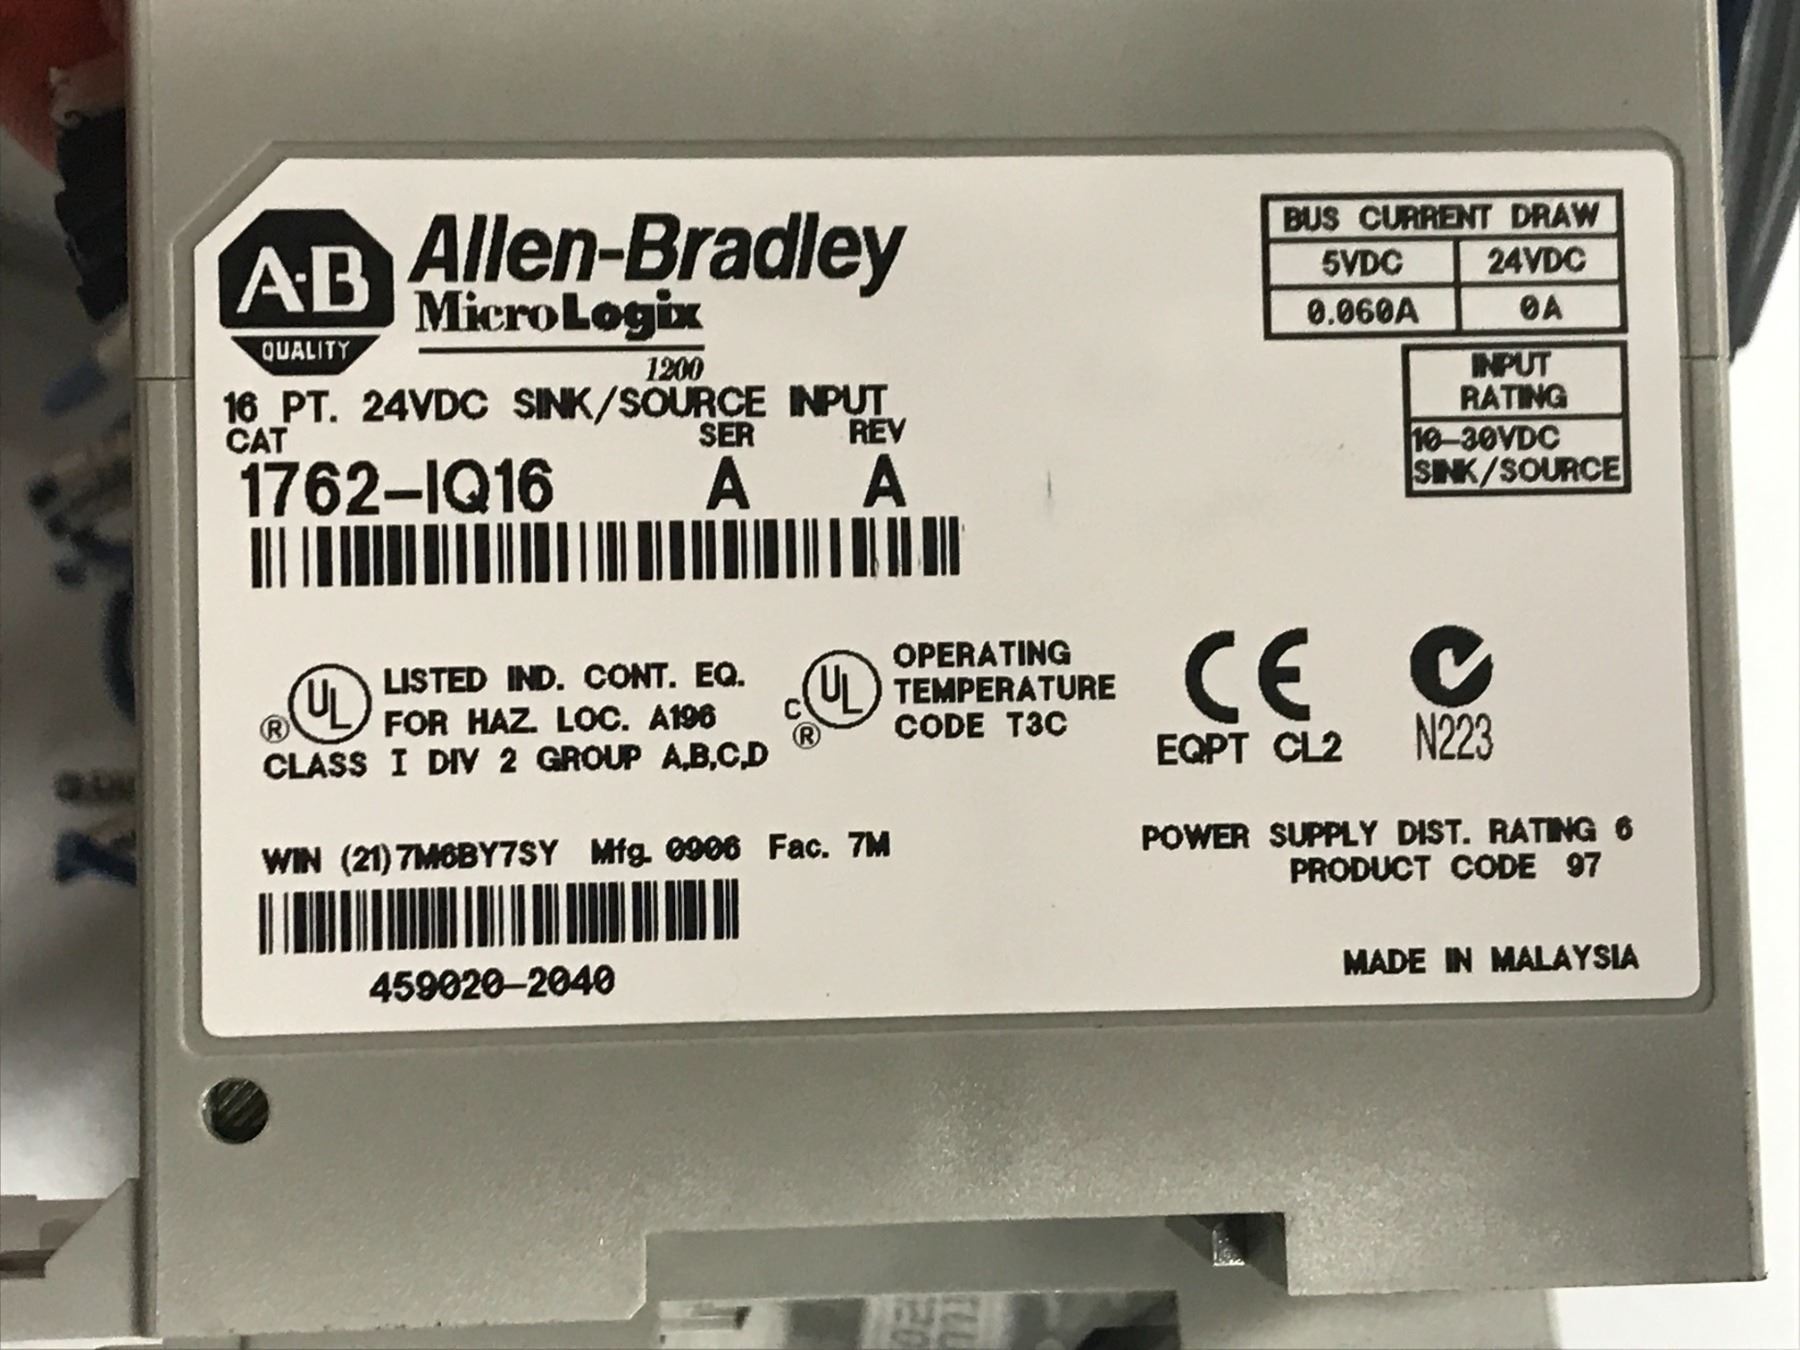 A-B
QUALITY
Allen-Bradley
MicroLogix
1200
16 PT. 24VDC SINK/SOURCE INPUT
CAT SER REV
1762-IQ16 A A
BUS CURRENT DRAW
5VDC 24VDC
0.060A 0A
INPUT
RATING
10-30VDC
SINK/SOURCE
UL ®
LISTED IND. CONT. EQ.
FOR HAZ. LOC. A196
CLASS I DIV 2 GROUP A,B,C,D
C UL ®
OPERATING
TEMPERATURE
CODE T3C
CE
EQPT CL2
N223
WIN (21)7M6BY7SY Mfg. 0906 Fac. 7M
459020-2040
POWER SUPPLY DIST. RATING 6
PRODUCT CODE 97
MADE IN MALAYSIA